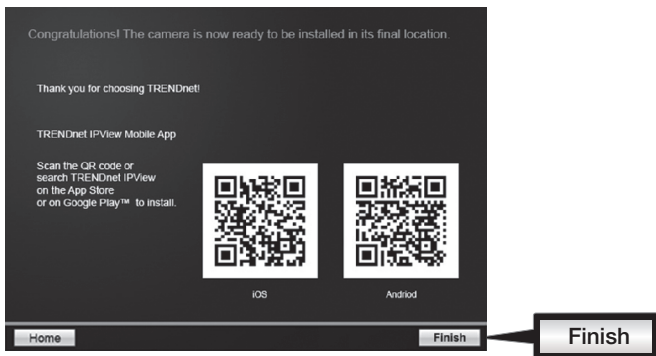 Congratulations! The camera is now ready to be installed in its final location.
Thank you for choosing TRENDnet!
TRENDnet IPView Mobile App
Scan the QR code or
search TRENDnet IPView
on the App Store
or on Google Play™ to install.
iOS
Andriod
Home
Finish
Finish